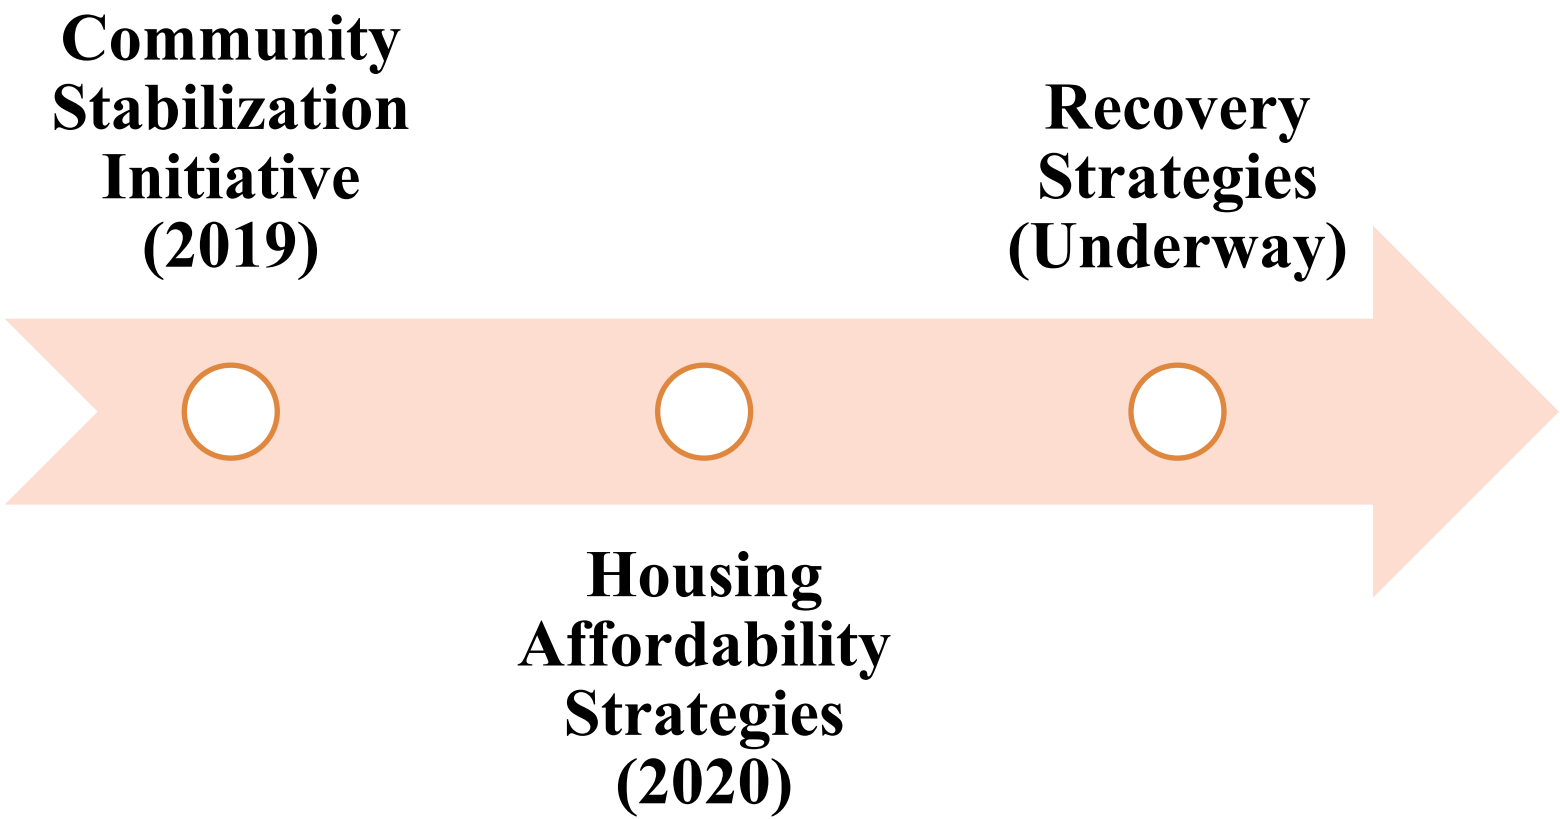 Community
Stabilization
Initiative
(2019)
Housing
Affordability
Strategies
(2020)
Recovery
Strategies
(Underway)